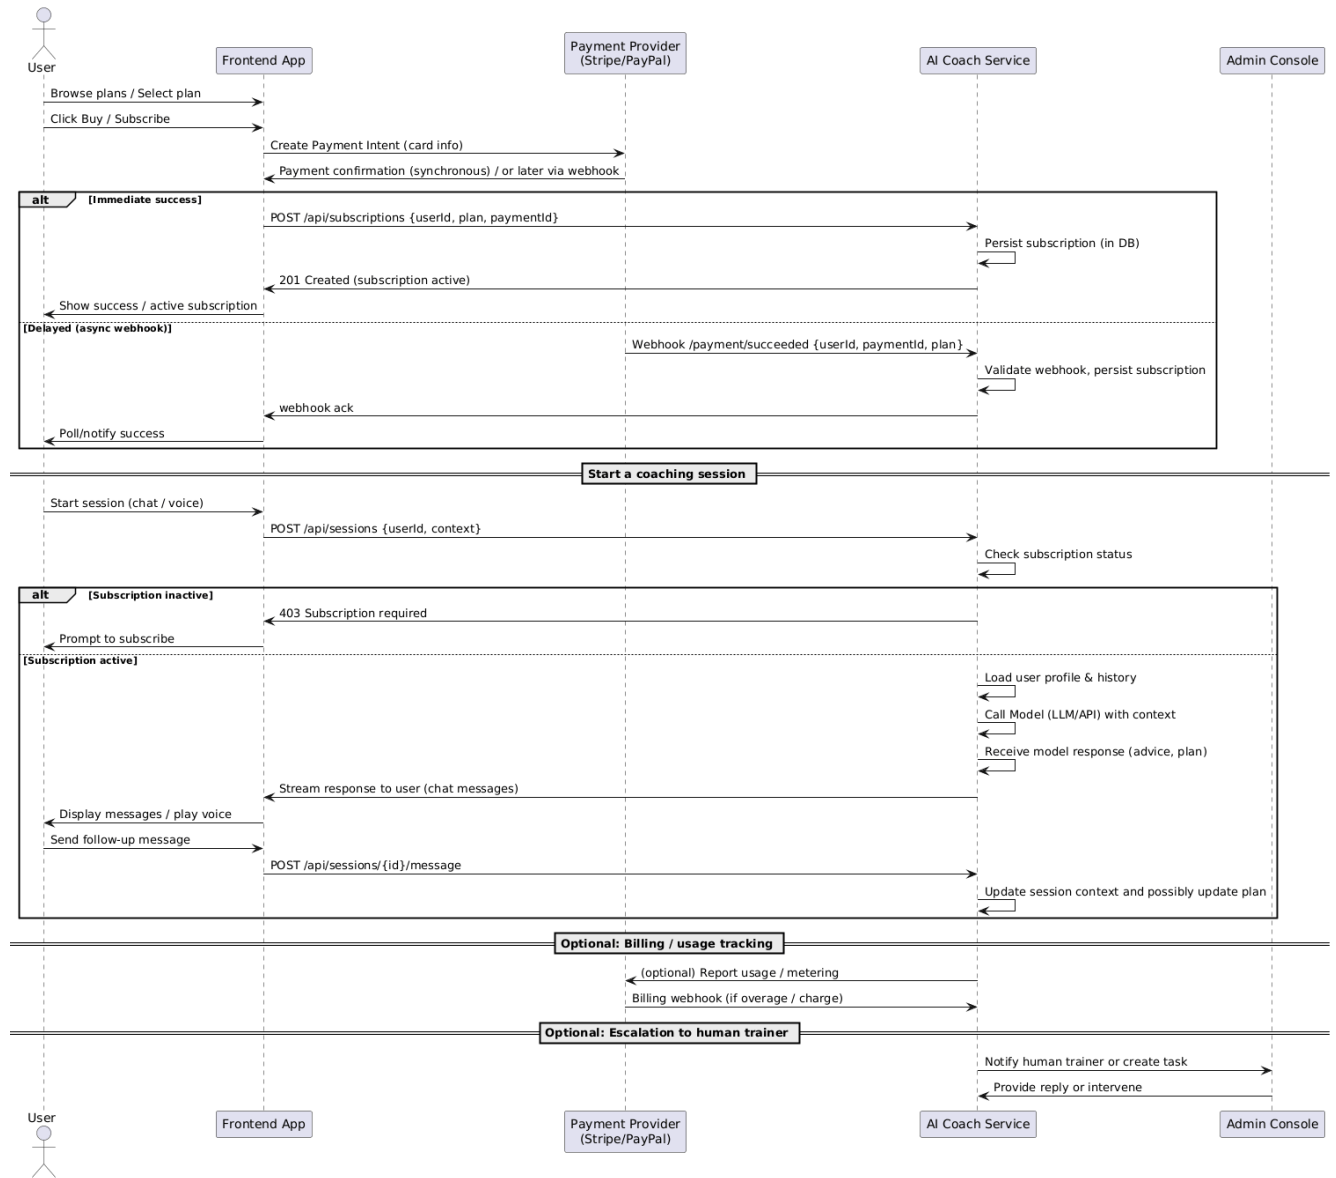 User
Frontend App
Payment Provider
(Stripe/PayPal)
AI Coach Service
Admin Console
Browse plans / Select plan
Click Buy / Subscribe
Create Payment Intent (card info)
Payment confirmation (synchronous) / or later via webhook
alt [Immediate success]
POST /api/subscriptions {userId, plan, paymentId}
Persist subscription (in DB)
201 Created (subscription active)
Show success / active subscription
[Delayed (async webhook)]
Webhook /payment/succeeded {userId, paymentId, plan}
Validate webhook, persist subscription
webhook ack
Poll/notify success
Start a coaching session
Start session (chat / voice)
POST /api/sessions {userId, context}
Check subscription status
alt [Subscription inactive]
403 Subscription required
Prompt to subscribe
[Subscription active]
Load user profile & history
Call Model (LLM/API) with context
Receive model response (advice, plan)
Stream response to user (chat messages)
Display messages / play voice
Send follow-up message
POST /api/sessions/{id}/message
Update session context and possibly update plan
Optional: Billing / usage tracking
(optional) Report usage / metering
Billing webhook (if overage / charge)
Optional: Escalation to human trainer
Notify human trainer or create task
Provide reply or intervene
User
Frontend App
Payment Provider
(Stripe/PayPal)
AI Coach Service
Admin Console